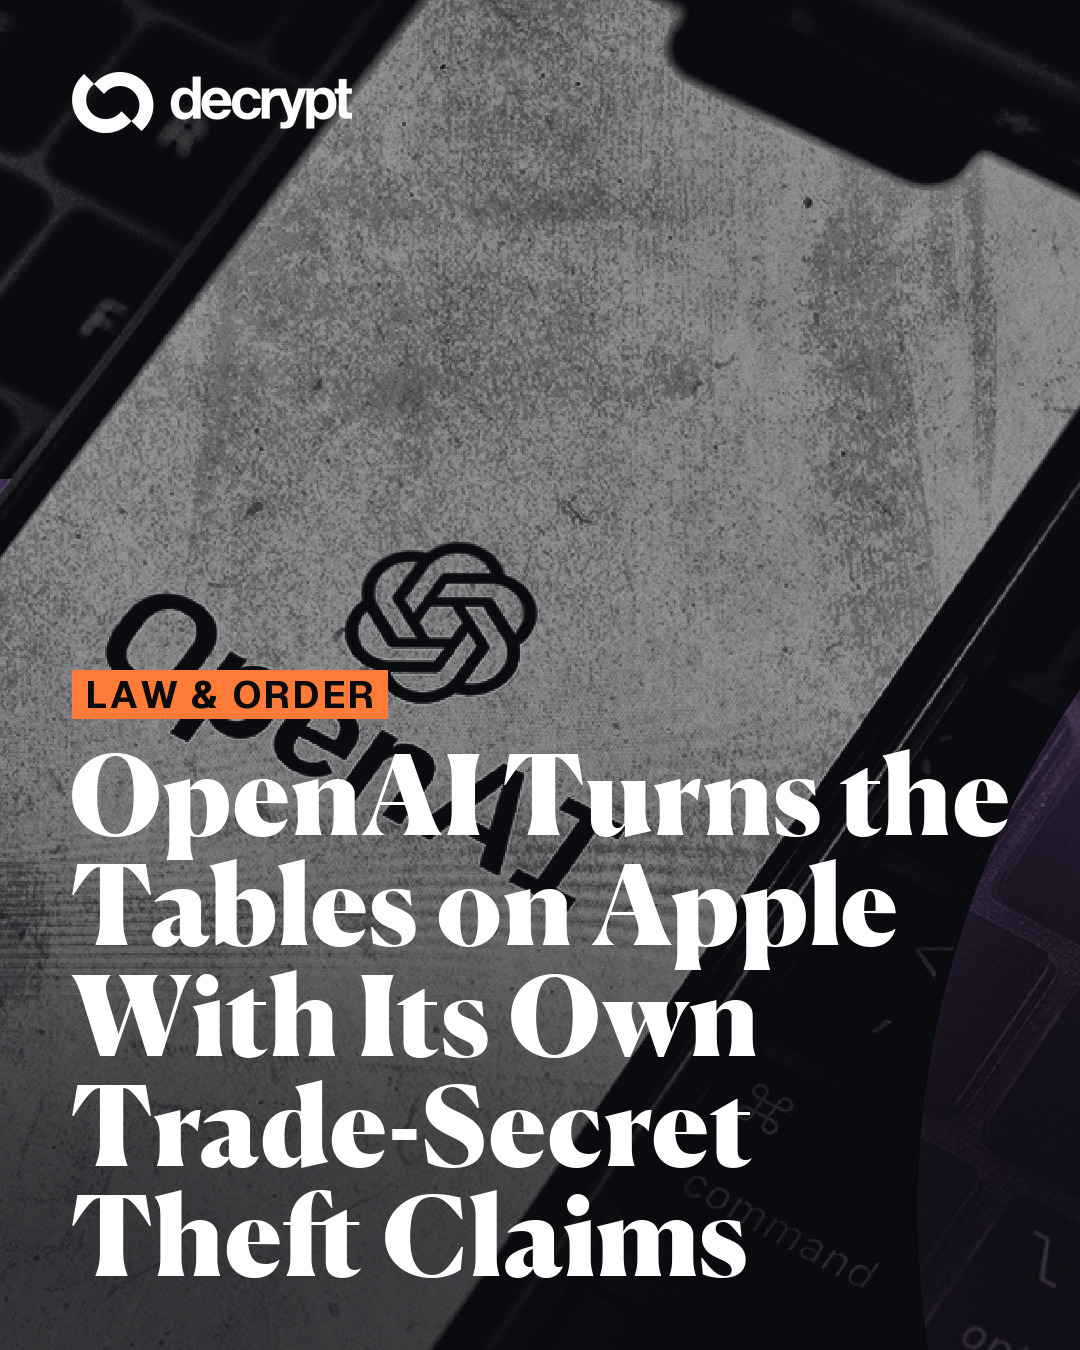 decrypt
R
F
OpenAI
LAW & ORDER
OpenAI Turns the
Tables on Apple
With Its Own
Trade-Secret
Theft Claims
⌘
command